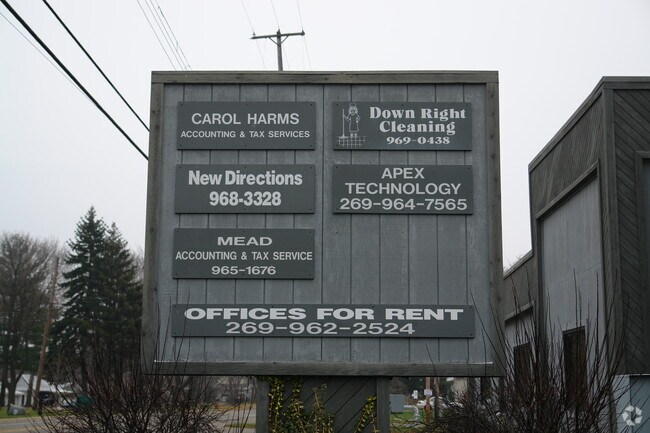 CAROL HARMS
ACCOUNTING & TAX SERVICES
Down Right
Cleaning
969-0438
New Directions
968-3328
APEX
TECHNOLOGY
269-964-7565
MEAD
ACCOUNTING & TAX SERVICE
965-1676
OFFICES FOR RENT
269-962-2524